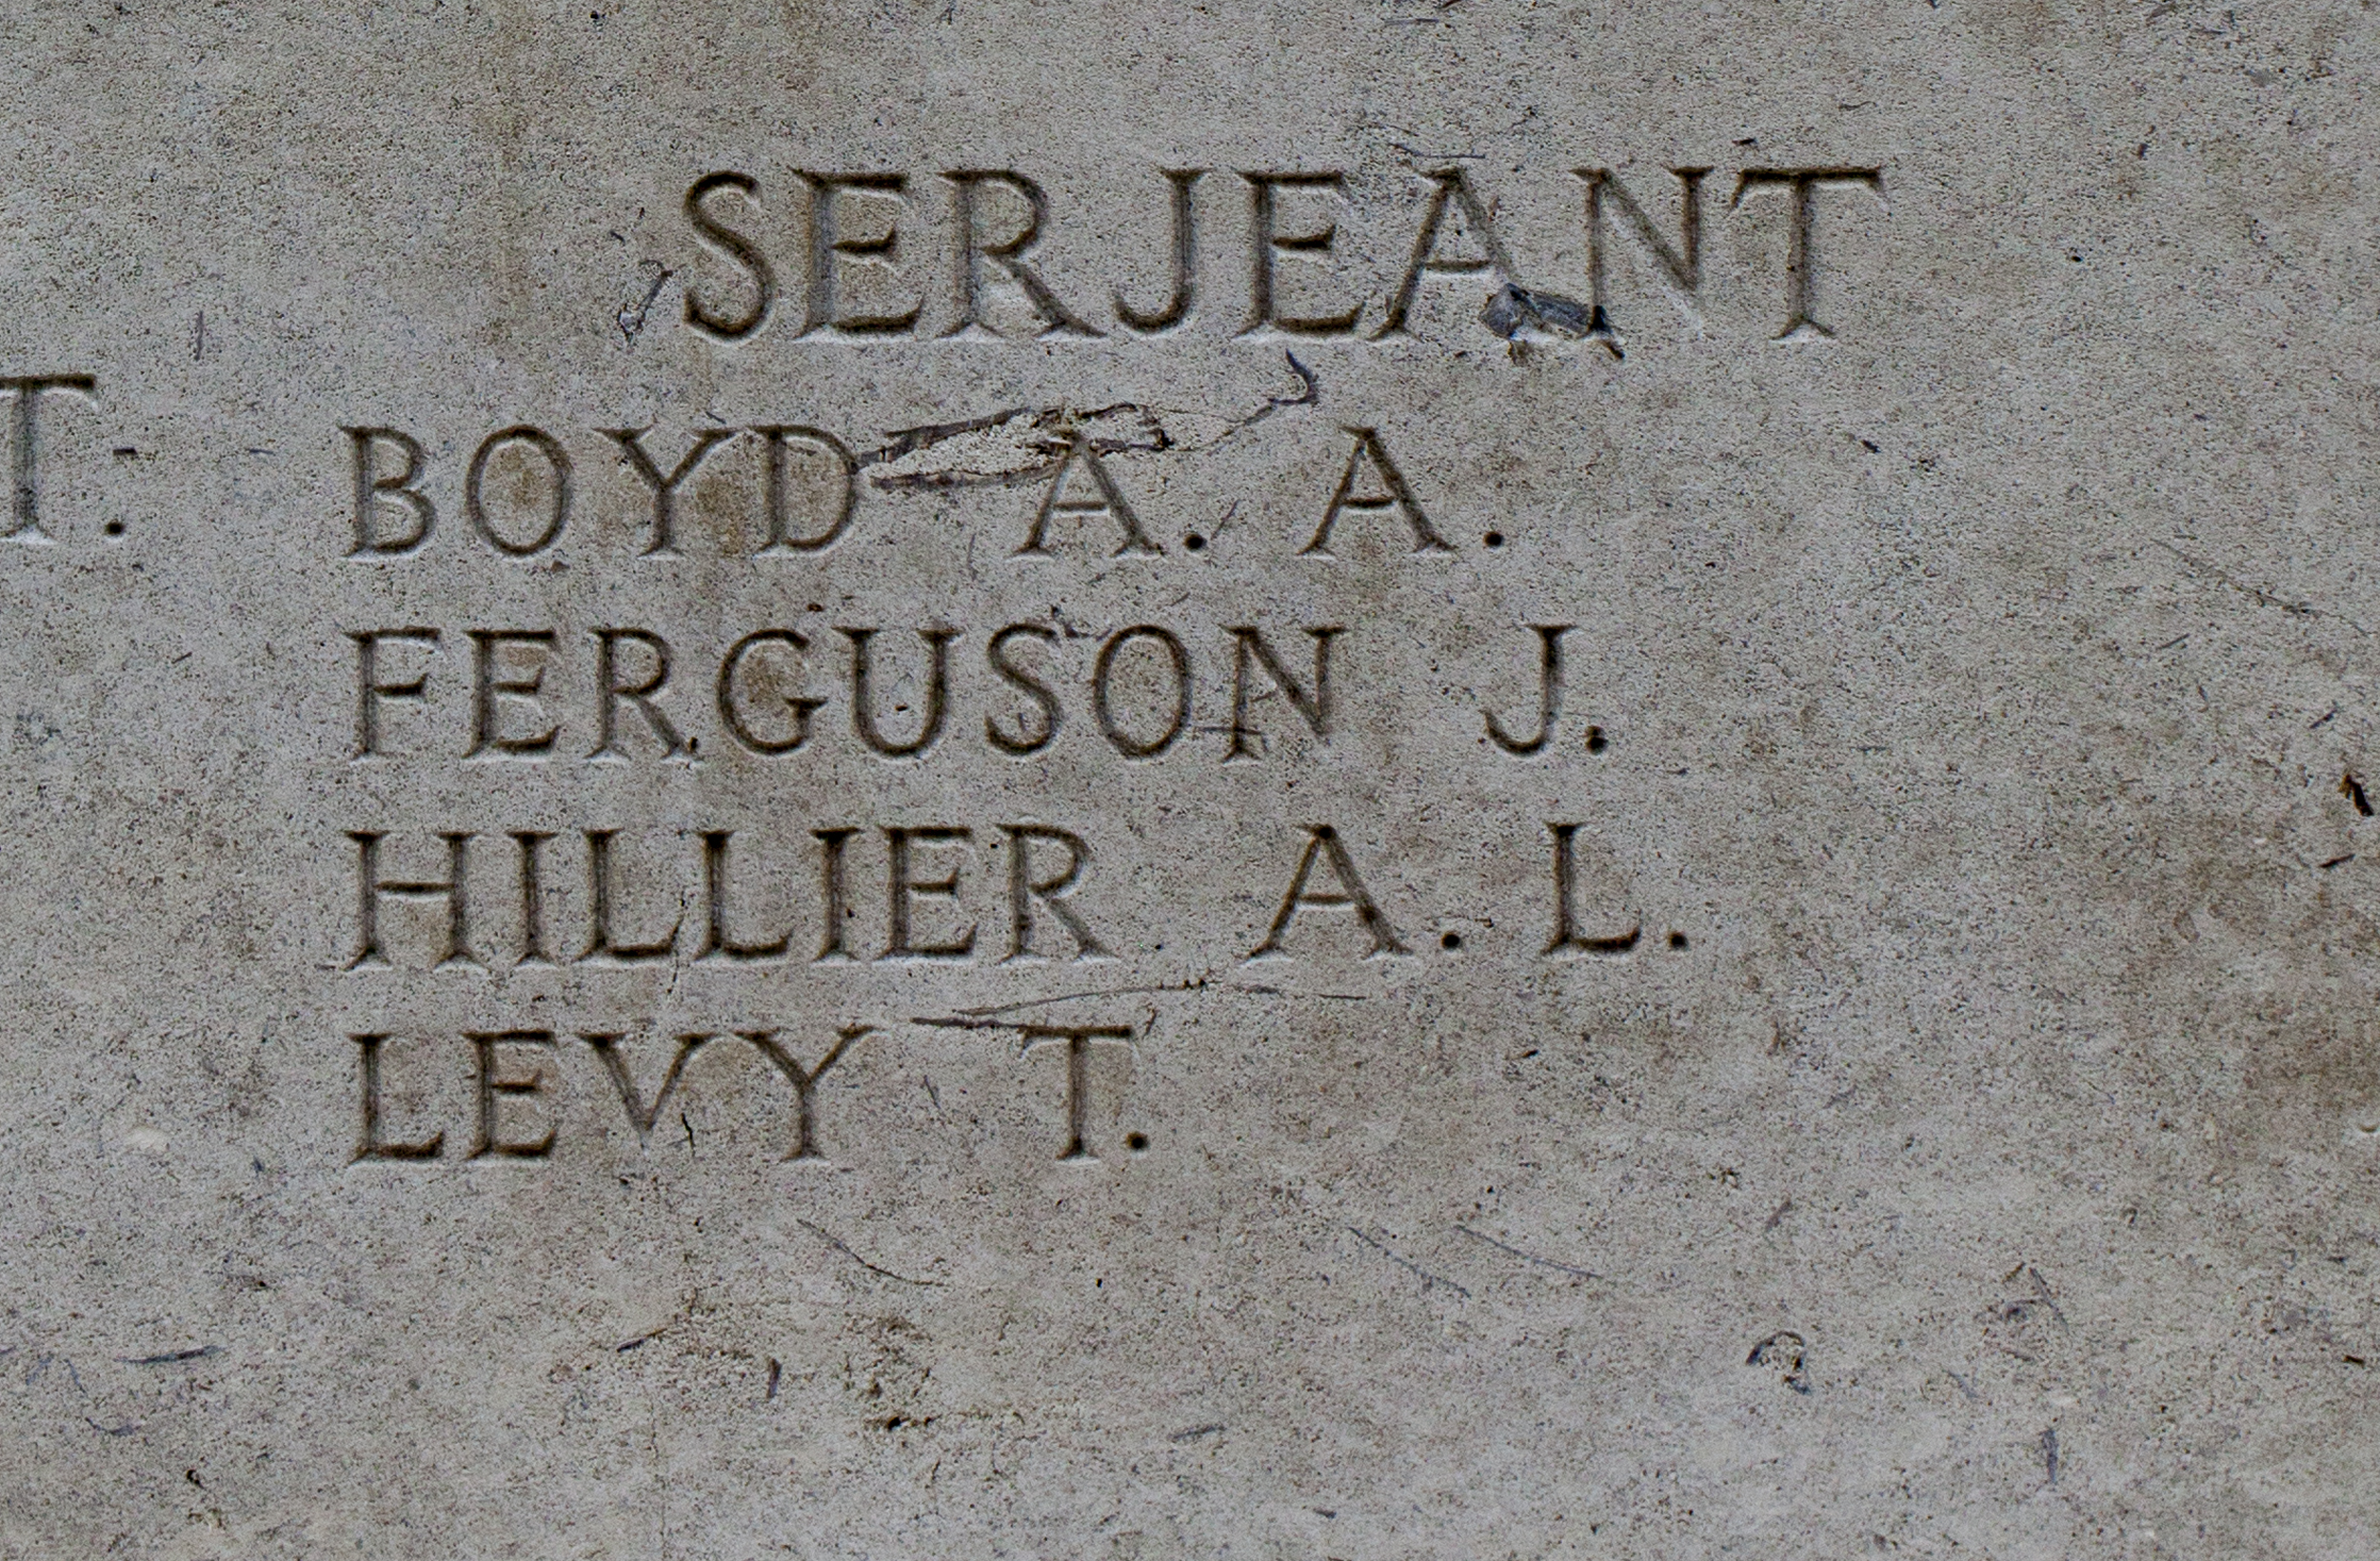 SERJEANT
T.
BOYD A. A.
FERGUSON J.
HILLIER A. L.
LEVY T.